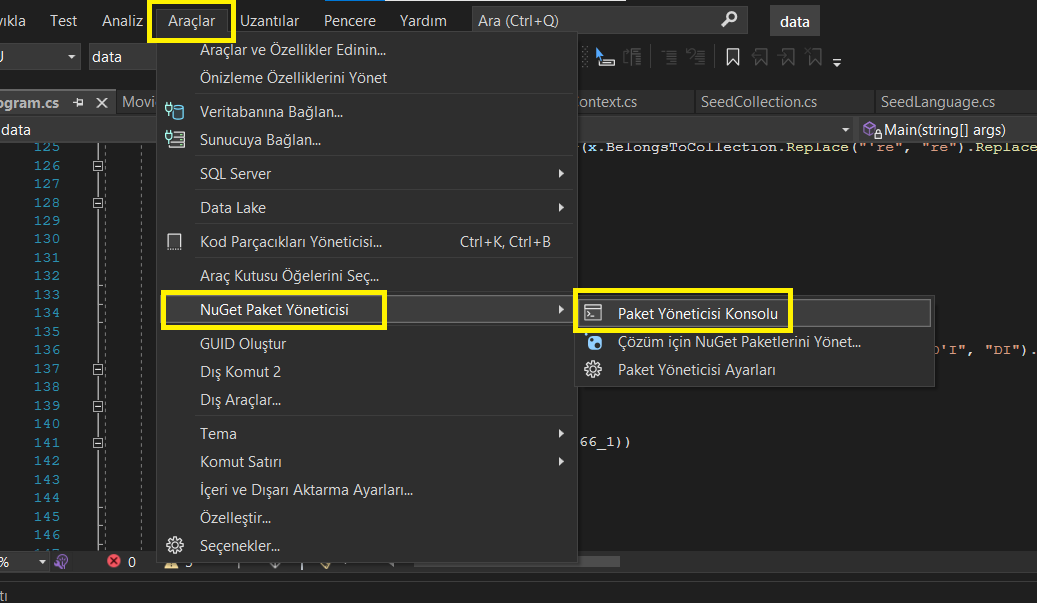 Test Analiz Araçlar Uzantılar Pencere Yardım Ara (Ctrl+Q) data
data
Araçlar ve Özellikler Edinin...
Önizleme Özelliklerini Yönet
Veritabanına Bağlan...
Sunucuya Bağlan...
SQL Server
Data Lake
Kod Parçacıkları Yöneticisi... Ctrl+K, Ctrl+B
Araç Kutusu Öğelerini Seç...
NuGet Paket Yöneticisi
GUID Oluştur
Dış Komut 2
Dış Araçlar...
Tema
Komut Satırı
İçeri ve Dışarı Aktarma Ayarları...
Özelleştir...
Seçenekler...
Paket Yöneticisi Konsolu
Çözüm için NuGet Paketlerini Yönet...
Paket Yöneticisi Ayarları
ogram.cs Movi ontext.cs SeedCollection.cs SeedLanguage.cs
data Main(string[] args)
125 (x.BelongsToCollection.Replace("'re", "re").Replace
126
127
128
129
130
131
132
133
134
135
136 O'I", "DI").
137
138
139
140
141 66_1))
142
143
144
145
146
% 0